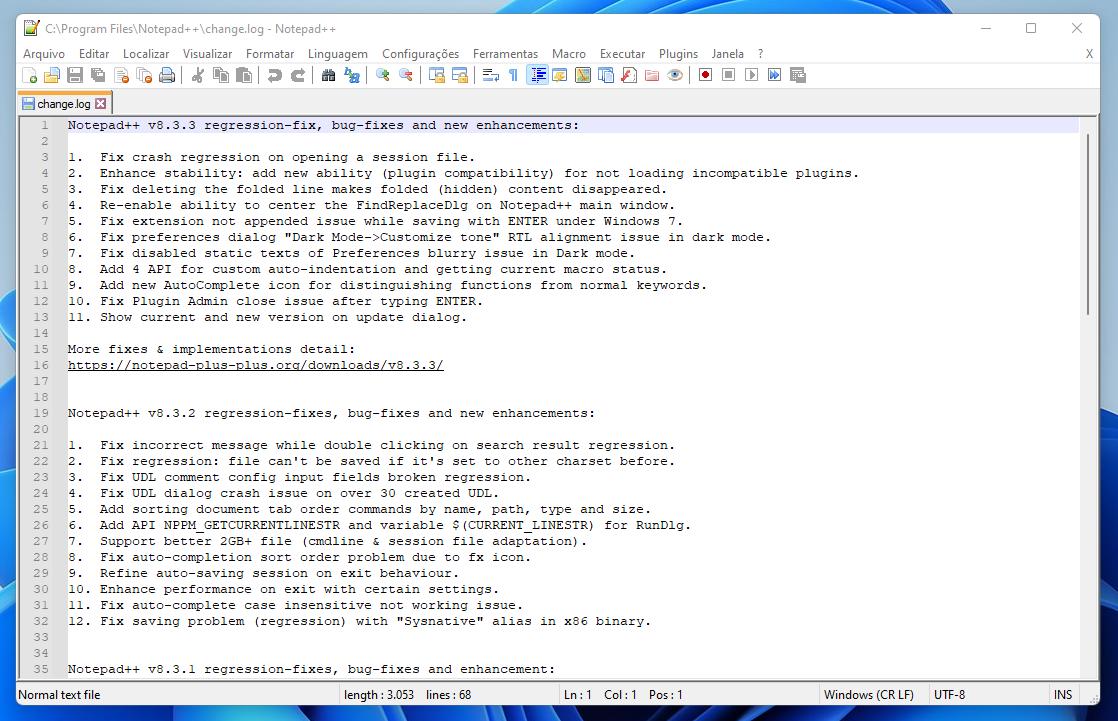 C:\Program Files\Notepad++\change.log - Notepad++
Arquivo Editar Localizar Visualizar Formatar Linguagem Configurações Ferramentas Macro Executar Plugins Janela ? X
change.log
1 Notepad++ v8.3.3 regression-fix, bug-fixes and new enhancements:
2
3 1.  Fix crash regression on opening a session file.
4 2.  Enhance stability: add new ability (plugin compatibility) for not loading incompatible plugins.
5 3.  Fix deleting the folded line makes folded (hidden) content disappeared.
6 4.  Re-enable ability to center the FindReplaceDlg on Notepad++ main window.
7 5.  Fix extension not appended issue while saving with ENTER under Windows 7.
8 6.  Fix preferences dialog "Dark Mode->Customize tone" RTL alignment issue in dark mode.
9 7.  Fix disabled static texts of Preferences blurry issue in Dark mode.
10 8.  Add 4 API for custom auto-indentation and getting current macro status.
11 9.  Add new AutoComplete icon for distinguishing functions from normal keywords.
12 10. Fix Plugin Admin close issue after typing ENTER.
13 11. Show current and new version on update dialog.
14
15 More fixes & implementations detail:
16 https://notepad-plus-plus.org/downloads/v8.3.3/
17
18
19 Notepad++ v8.3.2 regression-fixes, bug-fixes and new enhancements:
20
21 1.  Fix incorrect message while double clicking on search result regression.
22 2.  Fix regression: file can't be saved if it's set to other charset before.
23 3.  Fix UDL comment config input fields broken regression.
24 4.  Fix UDL dialog crash issue on over 30 created UDL.
25 5.  Add sorting document tab order commands by name, path, type and size.
26 6.  Add API NPPM_GETCURRENTLINESTR and variable $(CURRENT_LINESTR) for RunDlg.
27 7.  Support better 2GB+ file (cmdline & session file adaptation).
28 8.  Fix auto-completion sort order problem due to fx icon.
29 9.  Refine auto-saving session on exit behaviour.
30 10. Enhance performance on exit with certain settings.
31 11. Fix auto-complete case insensitive not working issue.
32 12. Fix saving problem (regression) with "Sysnative" alias in x86 binary.
33
34
35 Notepad++ v8.3.1 regression-fixes, bug-fixes and enhancement:
Normal text file length : 3.053 lines : 68 Ln : 1 Col : 1 Pos : 1 Windows (CR LF) UTF-8 INS